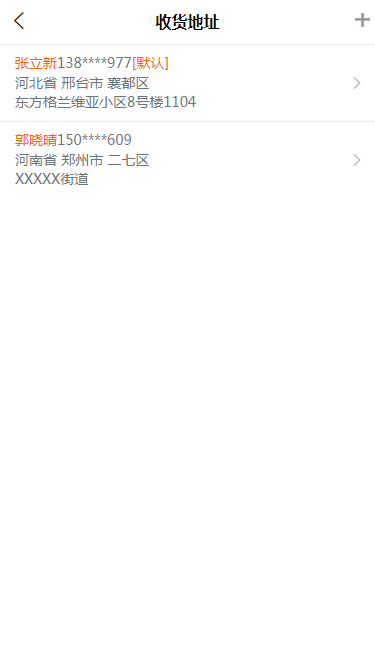 收货地址
张立新138****977[默认]
河北省 邢台市 襄都区
东方格兰维亚小区8号楼1104
郭晓晴150****609
河南省 郑州市 二七区
XXXXX街道